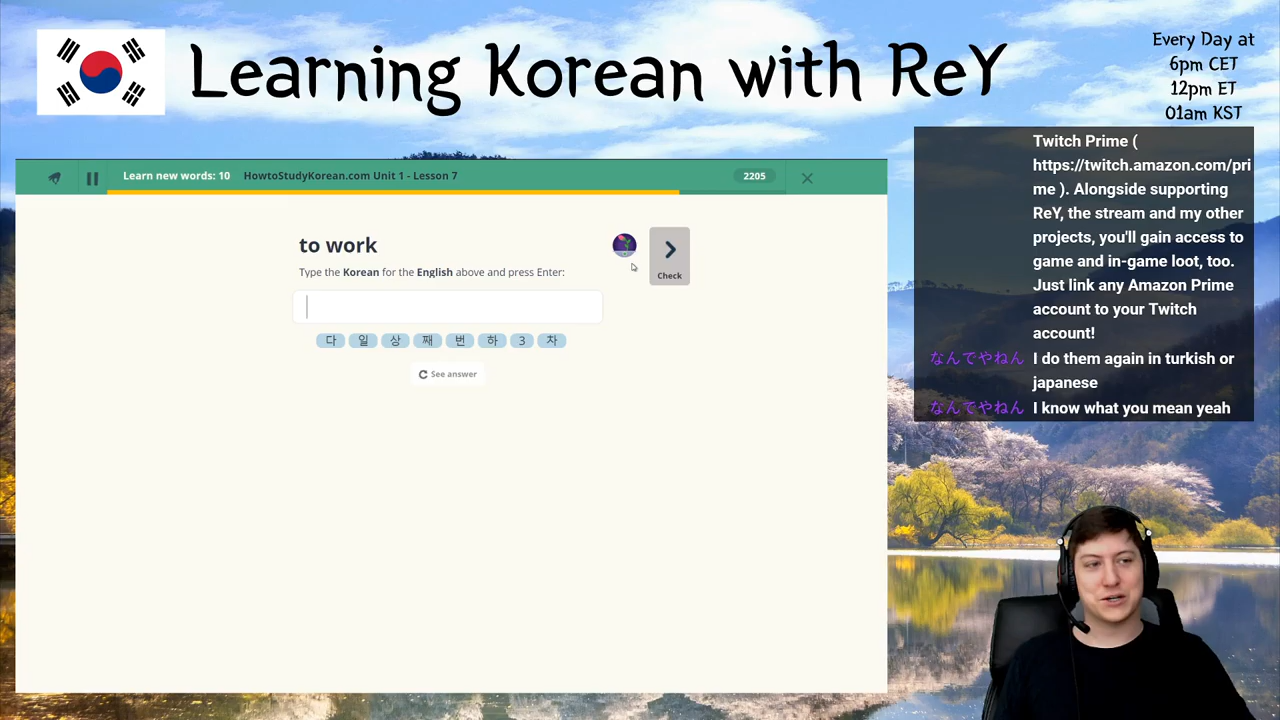 Learning Korean with ReY
Every Day at
6pm CET
12pm ET
01am KST
Learn new words: 10 HowtoStudyKorean.com Unit 1 - Lesson 7 2205
to work
Type the Korean for the English above and press Enter:
Check
다 일 상 째 번 하 3 차
See answer
Twitch Prime (
https://twitch.amazon.com/pri
me ). Alongside supporting
ReY, the stream and my other
projects, you'll gain access to
game and in-game loot, too.
Just link any Amazon Prime
account to your Twitch
account!
なんでやねん I do them again in turkish or
japanese
なんでやねん I know what you mean yeah